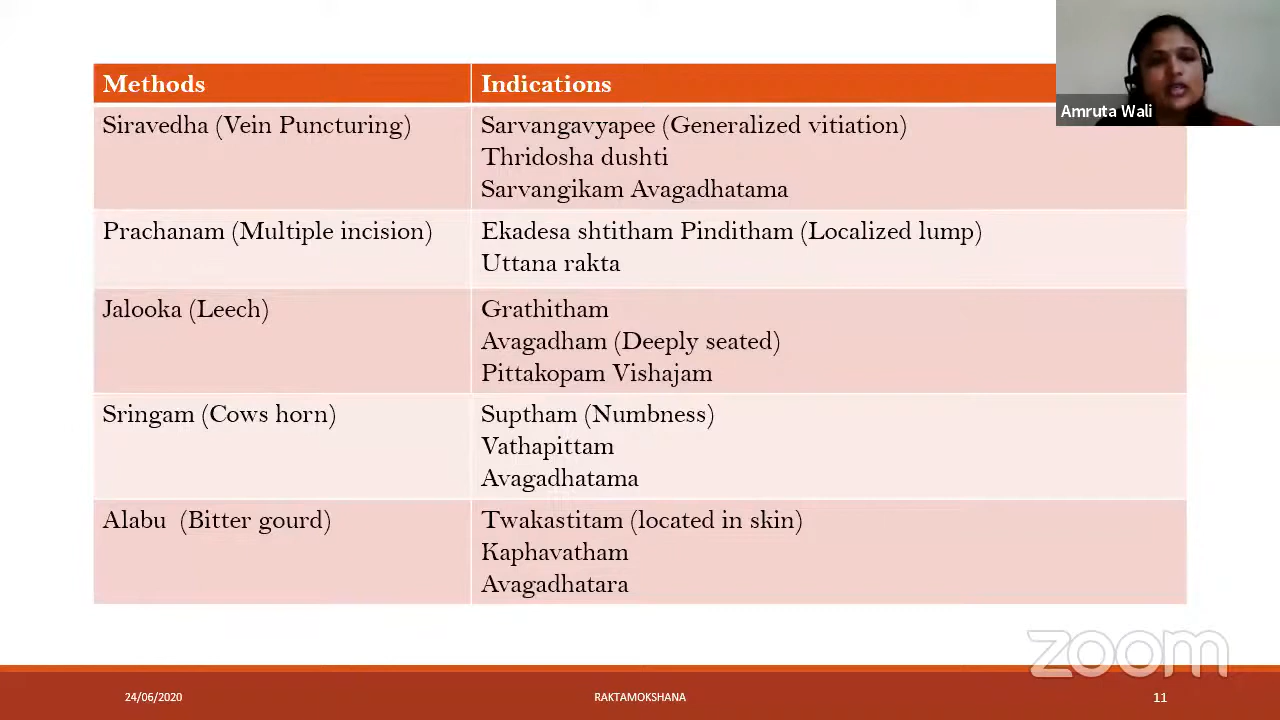 Methods
Indications
Amruta Wali
Siravedha (Vein Puncturing)
Sarvangavyapee (Generalized vitiation)
Thridosha dushti
Sarvangikam Avagadhatama
Prachanam (Multiple incision)
Ekadesa shtitham Pinditham (Localized lump)
Uttana rakta
Jalooka (Leech)
Grathitham
Avagadham (Deeply seated)
Pittakopam Vishajam
Sringam (Cows horn)
Suptham (Numbness)
Vathapittam
Avagadhatama
Alabu (Bitter gourd)
Twakastitam (located in skin)
Kaphavatham
Avagadhatara
zoom
24/06/2020
RAKTAMOKSHANA
11